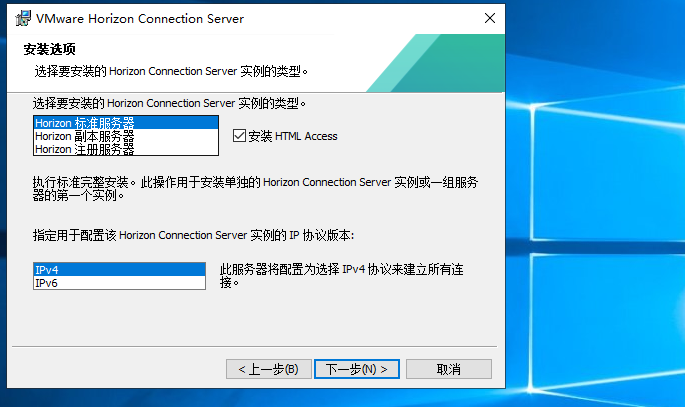 VMware Horizon Connection Server
安装选项
选择要安装的 Horizon Connection Server 实例的类型。
选择要安装的 Horizon Connection Server 实例的类型。
Horizon 标准服务器
Horizon 副本服务器
Horizon 注册服务器
安装 HTML Access
执行标准完整安装。此操作用于安装单独的 Horizon Connection Server 实例或一组服务
器的第一个实例。
指定用于配置该 Horizon Connection Server 实例的 IP 协议版本:
IPv4
IPv6
此服务器将配置为选择 IPv4 协议来建立所有连
接。
< 上一步(B)
下一步(N) >
取消